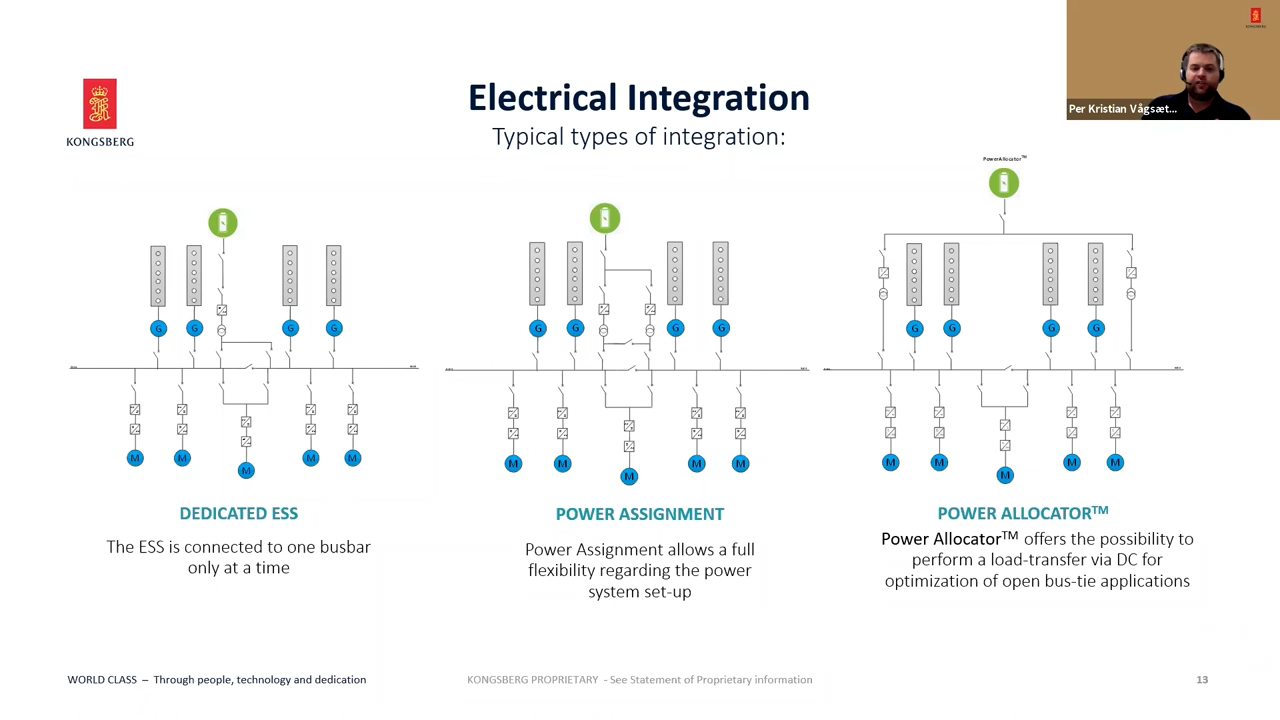 KONGSBERG
Per Kristian Vågsæt...
KONGSBERG
Electrical Integration
Typical types of integration:
PowerAllocator™
G
G
G
G
M
M
M
M
M
G
G
G
G
M
M
M
M
M
G
G
G
G
M
M
M
M
M
DEDICATED ESS
The ESS is connected to one busbar
only at a time
POWER ASSIGNMENT
Power Assignment allows a full
flexibility regarding the power
system set-up
POWER ALLOCATOR™
Power Allocator™ offers the possibility to
perform a load-transfer via DC for
optimization of open bus-tie applications
WORLD CLASS – Through people, technology and dedication
KONGSBERG PROPRIETARY - See Statement of Proprietary information
13